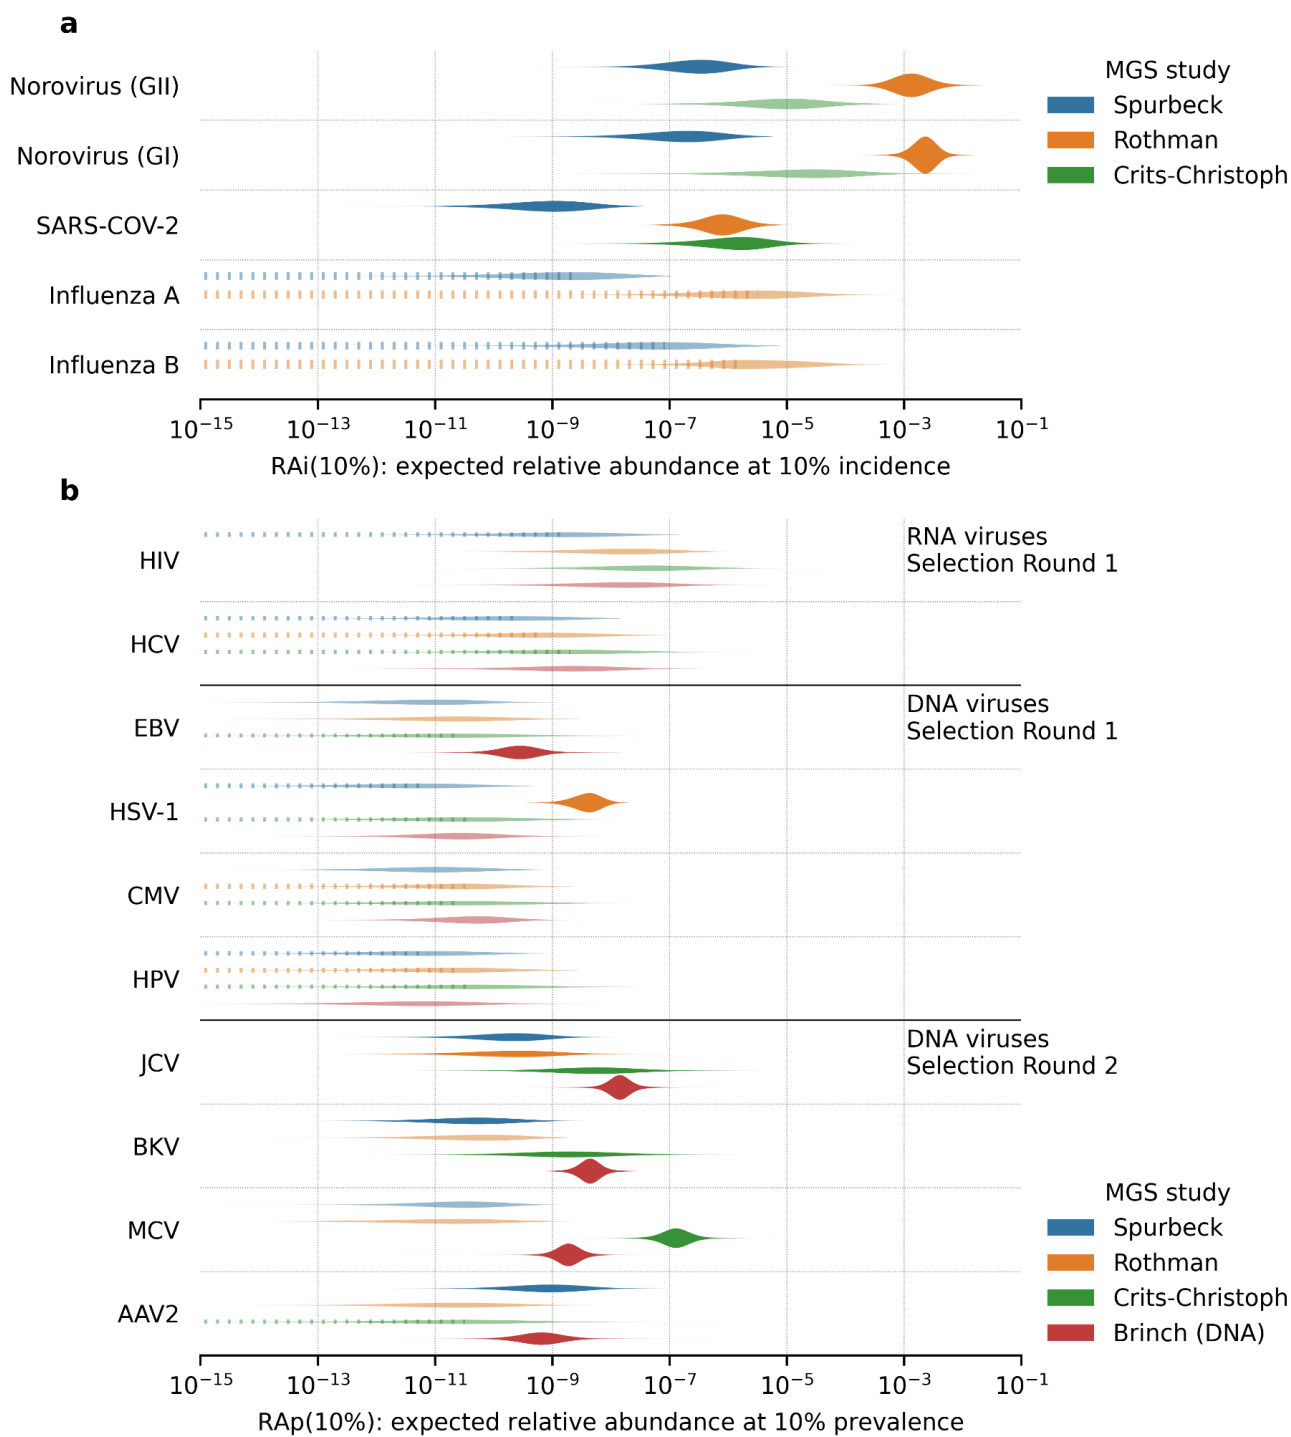 a
Norovirus (GII)
Norovirus (GI)
SARS-COV-2
Influenza A
Influenza B
MGS study
Spurbeck
Rothman
Crits-Christoph
10⁻¹⁵ 10⁻¹³ 10⁻¹¹ 10⁻⁹ 10⁻⁷ 10⁻⁵ 10⁻³ 10⁻¹
RAi(10%): expected relative abundance at 10% incidence
b
HIV
HCV
EBV
HSV-1
CMV
HPV
JCV
BKV
MCV
AAV2
RNA viruses
Selection Round 1
DNA viruses
Selection Round 1
DNA viruses
Selection Round 2
MGS study
Spurbeck
Rothman
Crits-Christoph
Brinch (DNA)
10⁻¹⁵ 10⁻¹³ 10⁻¹¹ 10⁻⁹ 10⁻⁷ 10⁻⁵ 10⁻³ 10⁻¹
RAp(10%): expected relative abundance at 10% prevalence